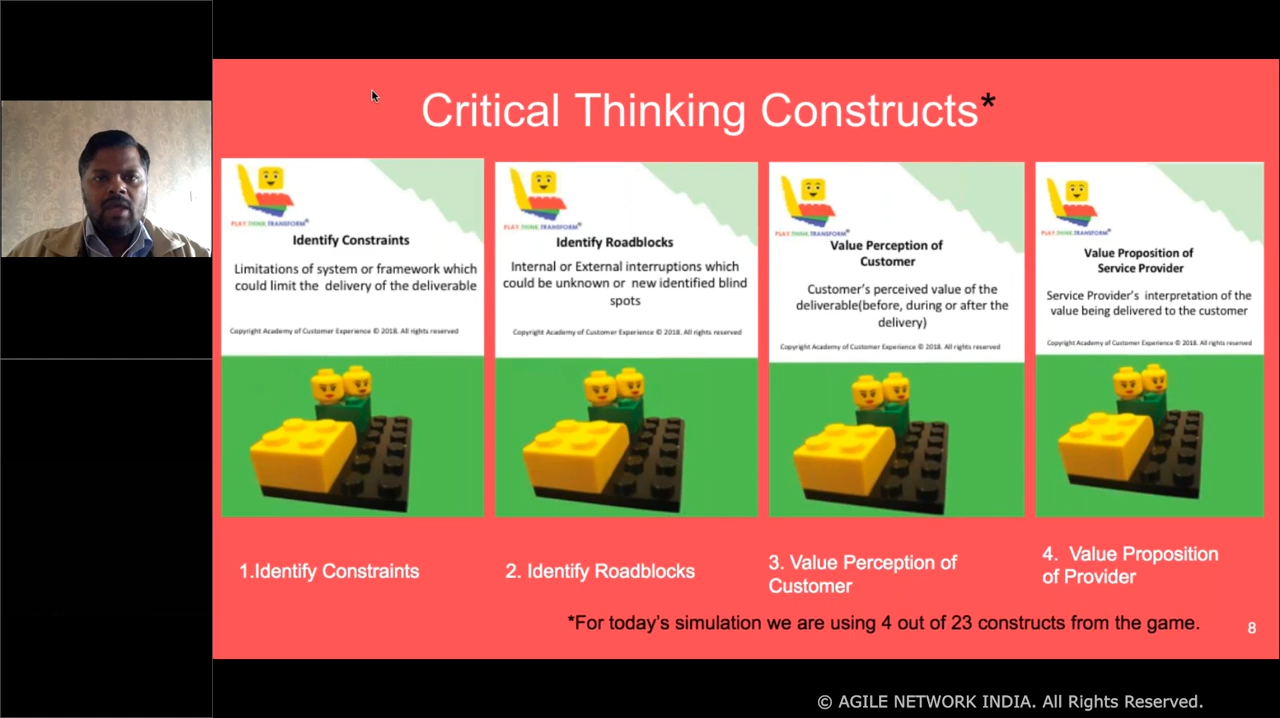 Critical Thinking Constructs*
PLAY.THINK.TRANSFORM®
Identify Constraints
Limitations of system or framework which
could limit the delivery of the deliverable
Copyright Academy of Customer Experience © 2018. All rights reserved
PLAY.THINK.TRANSFORM®
Identify Roadblocks
Internal or External interruptions which
could be unknown or new identified blind
spots
Copyright Academy of Customer Experience © 2018. All rights reserved
PLAY.THINK.TRANSFORM®
Value Perception of
Customer
Customer's perceived value of the
deliverable(before, during or after the
delivery)
Copyright Academy of Customer Experience © 2018. All rights reserved
PLAY.THINK.TRANSFORM®
Value Proposition of
Service Provider
Service Provider's interpretation of the
value being delivered to the customer
Copyright Academy of Customer Experience © 2018. All rights reserved
1.Identify Constraints
2. Identify Roadblocks
3. Value Perception of
Customer
4. Value Proposition
of Provider
*For today's simulation we are using 4 out of 23 constructs from the game.
8
© AGILE NETWORK INDIA. All Rights Reserved.